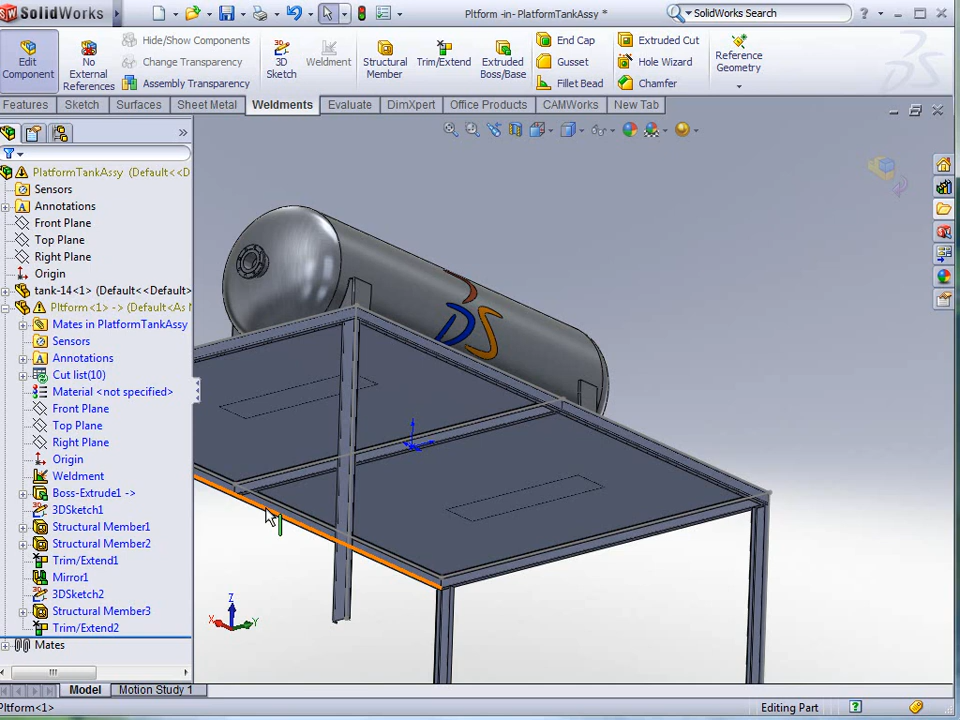 SolidWorks
Pltform -in- PlatformTankAssy *
SolidWorks Search
Edit Component
No External References
Hide/Show Components
Change Transparency
Assembly Transparency
3D Sketch
Weldment
Structural Member
Trim/Extend
Extruded Boss/Base
End Cap
Gusset
Fillet Bead
Extruded Cut
Hole Wizard
Chamfer
Reference Geometry
Features Sketch Surfaces Sheet Metal Weldments Evaluate DimXpert Office Products CAMWorks New Tab
PlatformTankAssy (Default<<D
Sensors
Annotations
Front Plane
Top Plane
Right Plane
Origin
tank-14<1> (Default<<Default
Pltform<1> -> (Default<As M
Mates in PlatformTankAssy
Sensors
Annotations
Cut list(10)
Material <not specified>
Front Plane
Top Plane
Right Plane
Origin
Weldment
Boss-Extrude1 ->
3DSketch1
Structural Member1
Structural Member2
Trim/Extend1
Mirror1
3DSketch2
Structural Member3
Trim/Extend2
Mates
DS
Z
X
Y
Model Motion Study 1
Pltform<1>
Editing Part